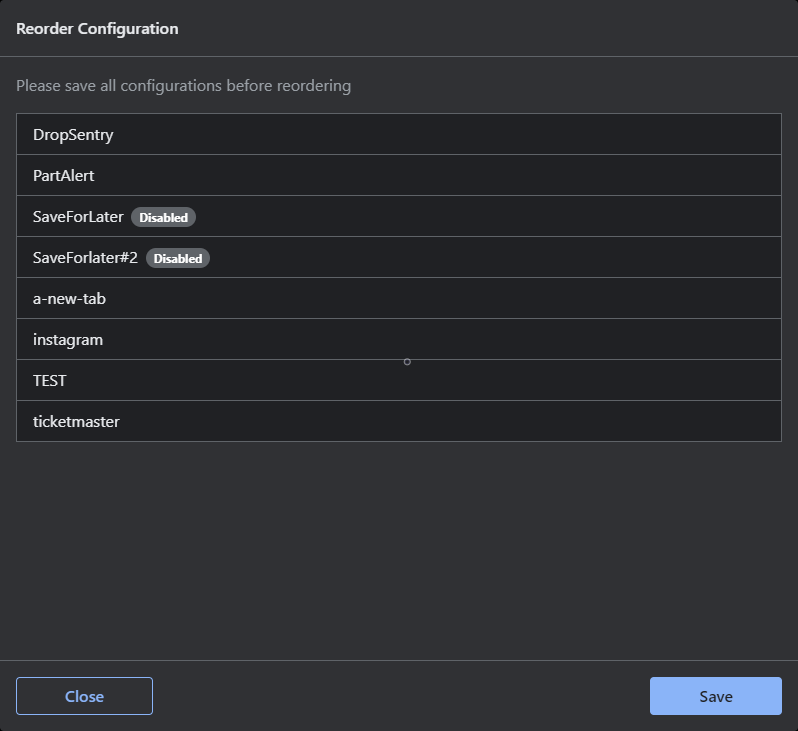 Reorder Configuration
Please save all configurations before reordering
DropSentry
PartAlert
SaveForLater Disabled
SaveForlater#2 Disabled
a-new-tab
instagram
TEST
ticketmaster
Close Save